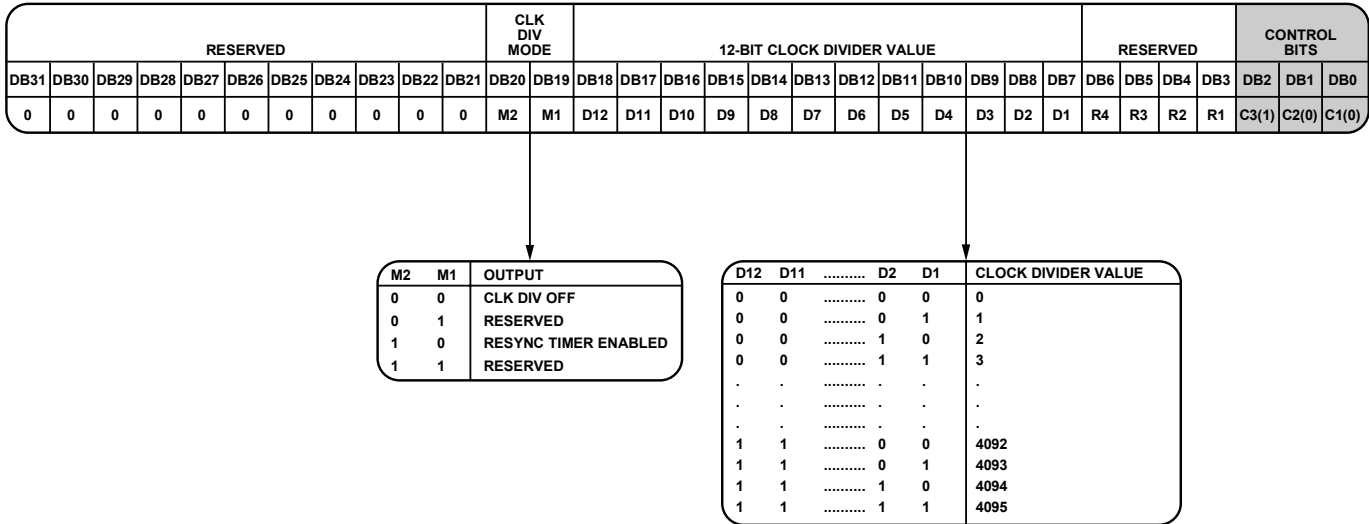 RESERVED CLK DIV MODE 12-BIT CLOCK DIVIDER VALUE RESERVED CONTROL BITS
DB31 DB30 DB29 DB28 DB27 DB26 DB25 DB24 DB23 DB22 DB21 DB20 DB19 DB18 DB17 DB16 DB15 DB14 DB13 DB12 DB11 DB10 DB9 DB8 DB7 DB6 DB5 DB4 DB3 DB2 DB1 DB0
0 0 0 0 0 0 0 0 0 0 0 M2 M1 D12 D11 D10 D9 D8 D7 D6 D5 D4 D3 D2 D1 R4 R3 R2 R1 C3(1) C2(0) C1(0)
M2 M1 OUTPUT
0 0 CLK DIV OFF
0 1 RESERVED
1 0 RESYNC TIMER ENABLED
1 1 RESERVED
D12 D11 .......... D2 D1 CLOCK DIVIDER VALUE
0 0 .......... 0 0 0
0 0 .......... 0 1 1
0 0 .......... 1 0 2
0 0 .......... 1 1 3
. . .......... . . .
. . .......... . . .
. . .......... . . .
1 1 .......... 0 0 4092
1 1 .......... 0 1 4093
1 1 .......... 1 0 4094
1 1 .......... 1 1 4095